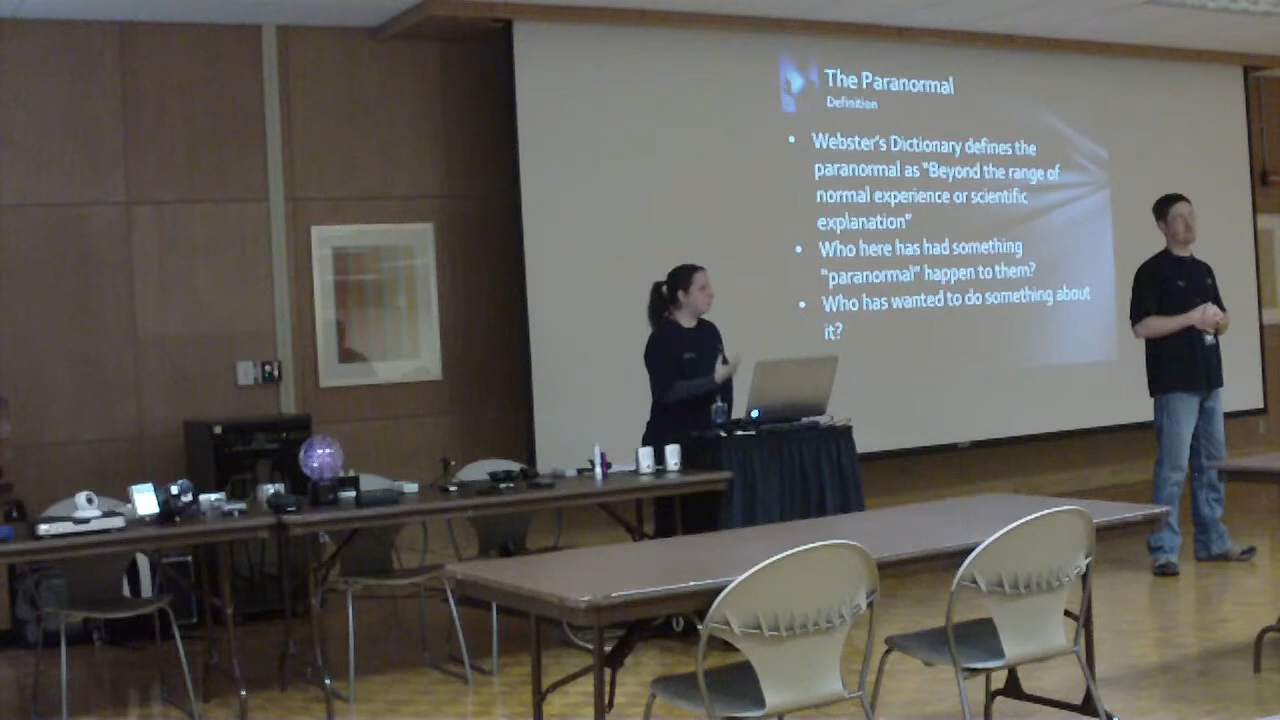 The Paranormal
Definition
• Webster's Dictionary defines the
paranormal as "Beyond the range of
normal experience or scientific
explanation"
• Who here has had something
"paranormal" happen to them?
• Who has wanted to do something about
it?